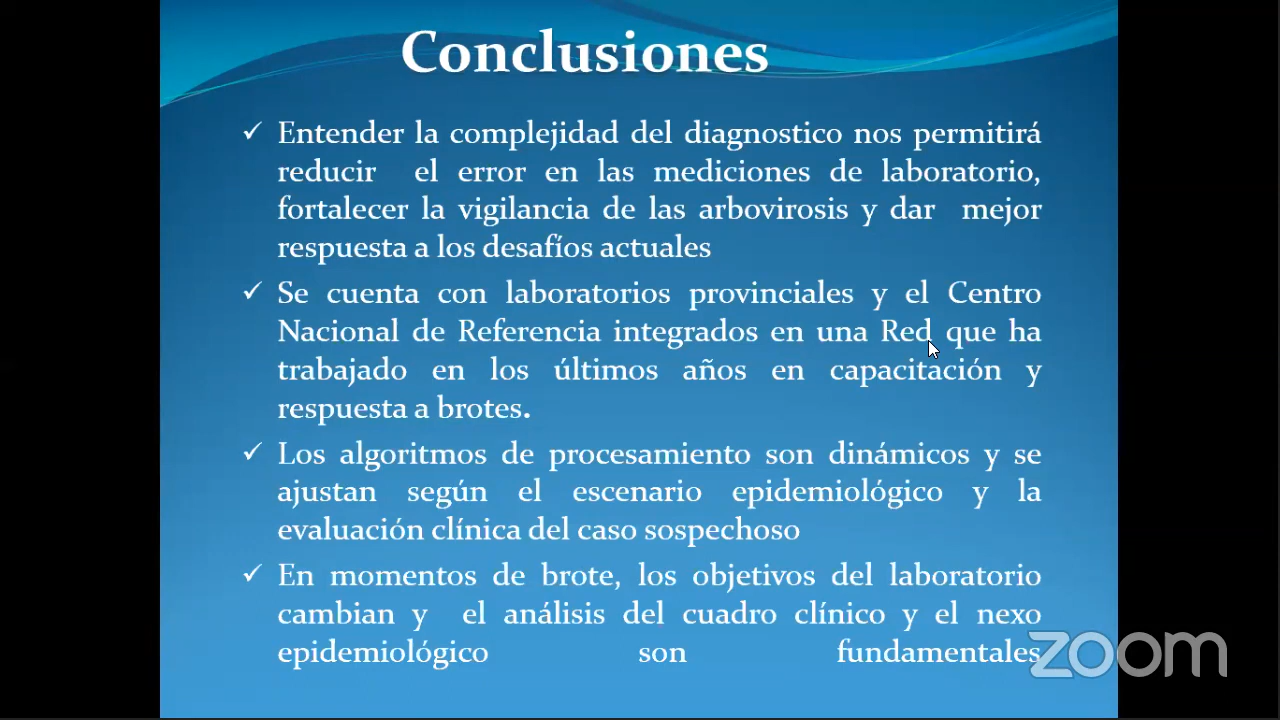 Conclusiones
✓ Entender la complejidad del diagnostico nos permitirá
reducir el error en las mediciones de laboratorio,
fortalecer la vigilancia de las arbovirosis y dar mejor
respuesta a los desafíos actuales
✓ Se cuenta con laboratorios provinciales y el Centro
Nacional de Referencia integrados en una Red que ha
trabajado en los últimos años en capacitación y
respuesta a brotes.
✓ Los algoritmos de procesamiento son dinámicos y se
ajustan según el escenario epidemiológico y la
evaluación clínica del caso sospechoso
✓ En momentos de brote, los objetivos del laboratorio
cambian y el análisis del cuadro clínico y el nexo
epidemiológico son fundamentales
zoom